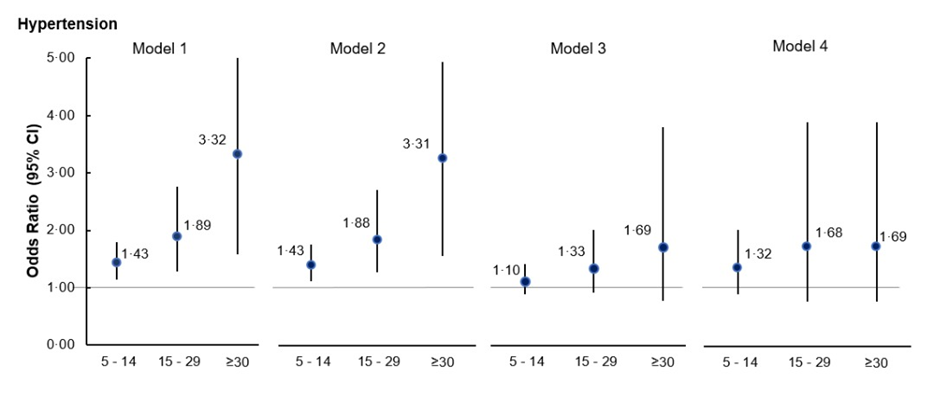 Hypertension
Model 1 Model 2 Model 3 Model 4
Odds Ratio (95% CI)
5·00
4·00
3·00
2·00
1·00
0·00
1·43 1·89 3·32
1·43 1·88 3·31
1·10 1·33 1·69
1·32 1·68 1·69
5 - 14 15 - 29 ≥30 5 - 14 15 - 29 ≥30 5 - 14 15 - 29 ≥30 5 - 14 15 - 29 ≥30